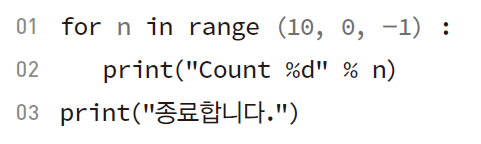 01 for n in range (10, 0, −1) :
02 print("Count %d" % n)
03 print("종료합니다.")